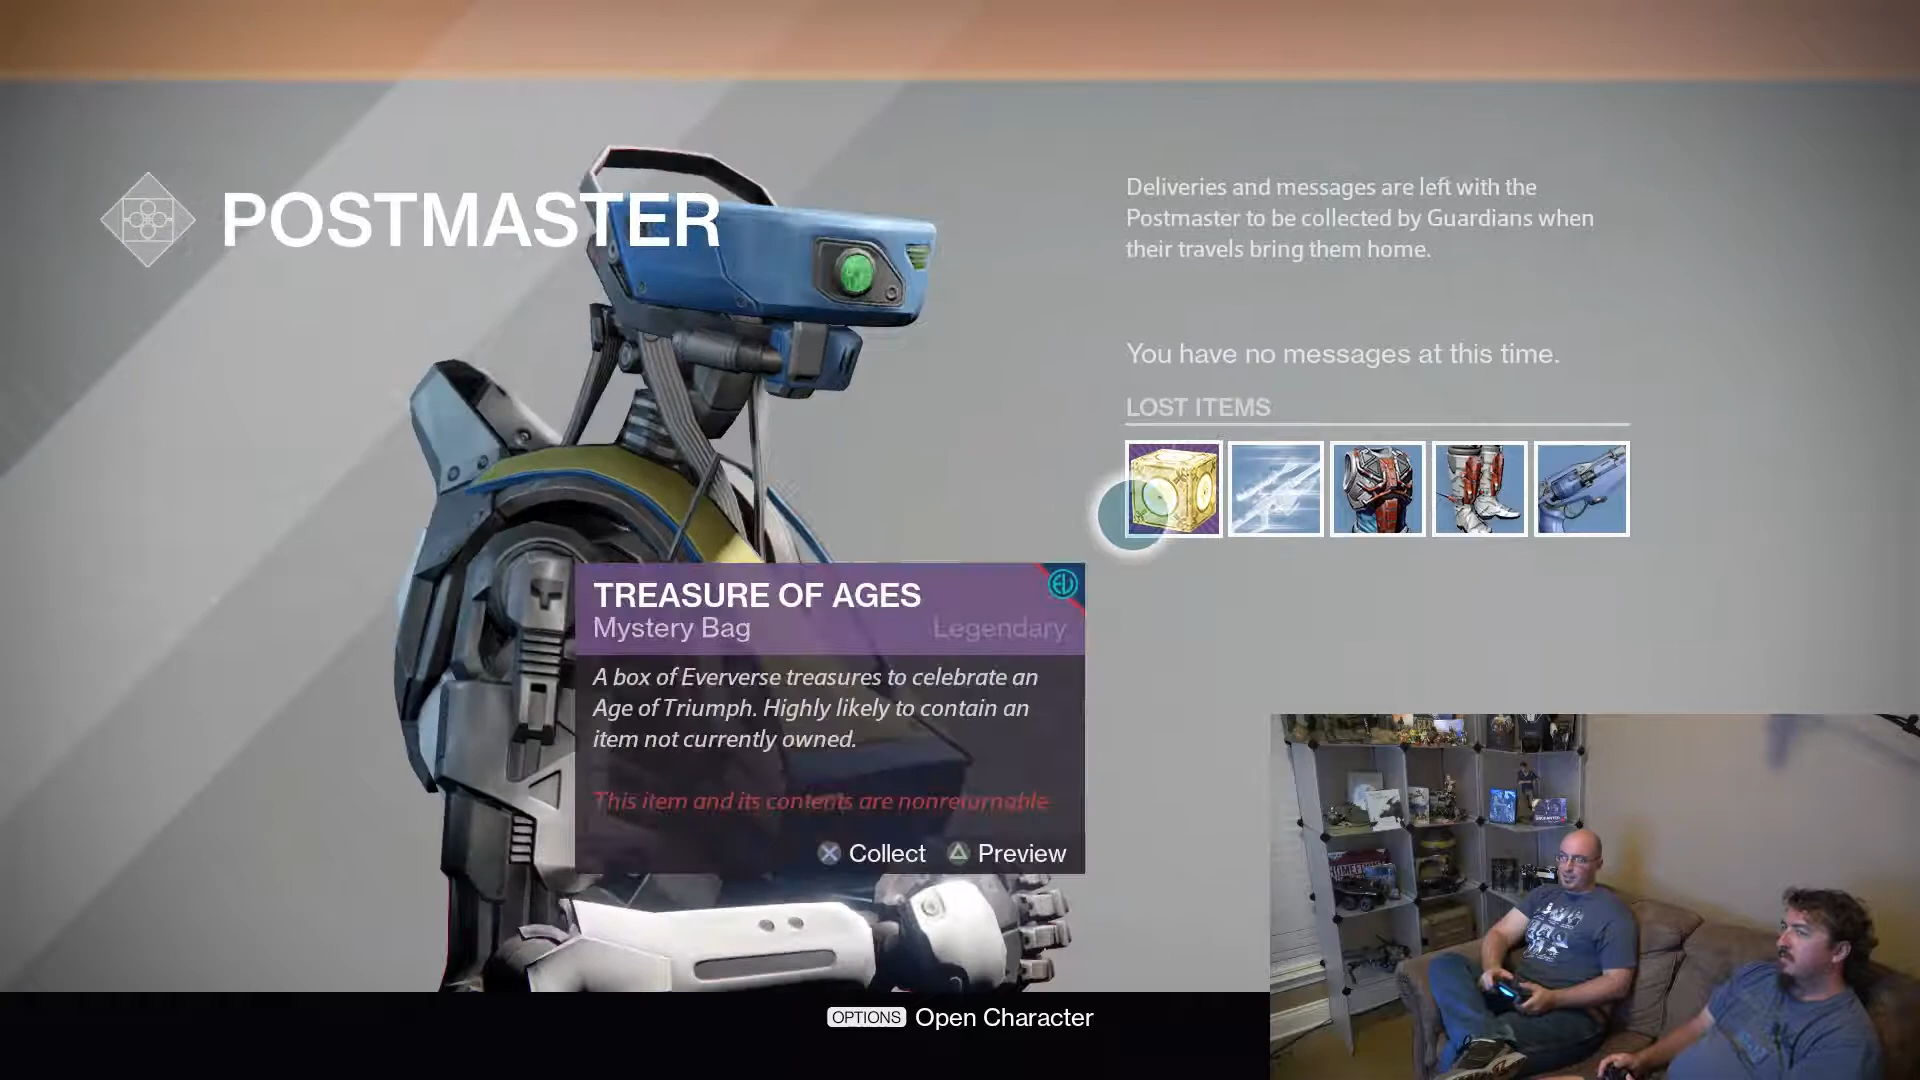 POSTMASTER
Deliveries and messages are left with the
Postmaster to be collected by Guardians when
their travels bring them home.
You have no messages at this time.
LOST ITEMS
TREASURE OF AGES
Mystery Bag
Legendary
A box of Eververse treasures to celebrate an
Age of Triumph. Highly likely to contain an
item not currently owned.
This item and its contents are nonreturnable
Collect
Preview
OPTIONS Open Character